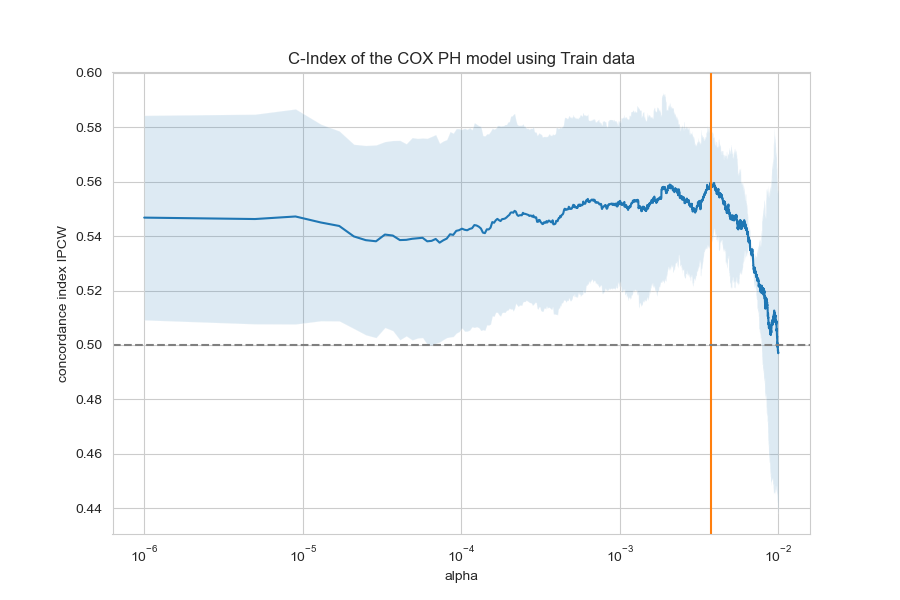 C-Index of the COX PH model using Train data
concordance index IPCW
0.60
0.58
0.56
0.54
0.52
0.50
0.48
0.46
0.44
10⁻⁶ 10⁻⁵ 10⁻⁴ 10⁻³ 10⁻²
alpha